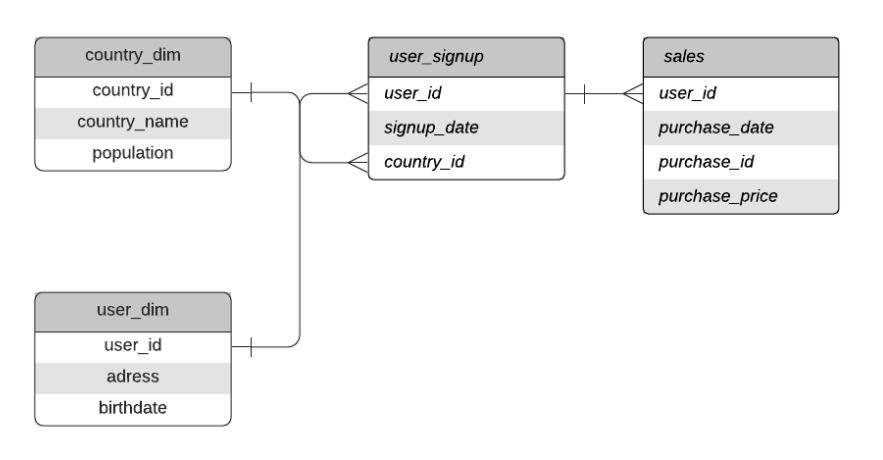 country_dim
country_id
country_name
population
user_signup
user_id
signup_date
country_id
sales
user_id
purchase_date
purchase_id
purchase_price
user_dim
user_id
adress
birthdate